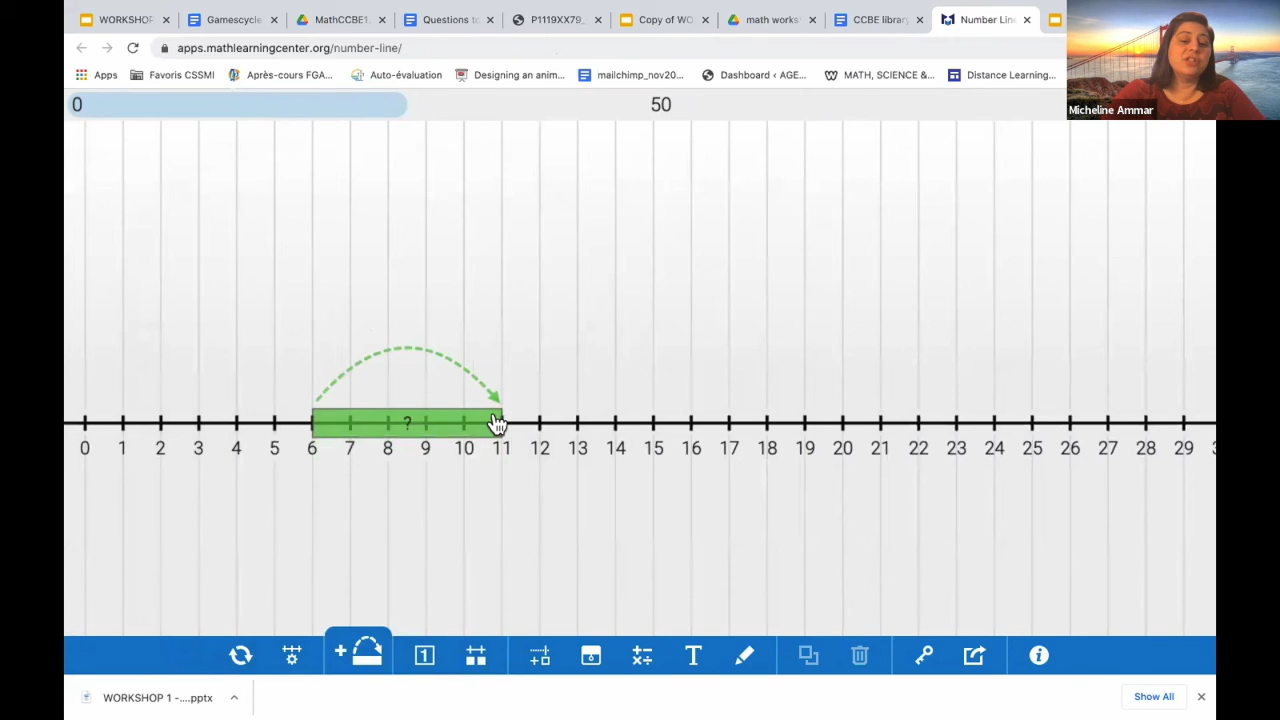 WORKSHOP
Gamescycle
MathCCBE1.
Questions to
P1119XX79_
Copy of WO
math works
CCBE library
Number Line
apps.mathlearningcenter.org/number-line/
Apps
Favoris CSSMI
Après-cours FGA...
Auto-évaluation
Designing an anim...
mailchimp_nov20...
Dashboard ‹ AGE...
MATH, SCIENCE &...
Distance Learning...
Micheline Ammar
0 50
?
0 1 2 3 4 5 6 7 8 9 10 11 12 13 14 15 16 17 18 19 20 21 22 23 24 25 26 27 28 29
1
T
WORKSHOP 1 -....pptx
Show All